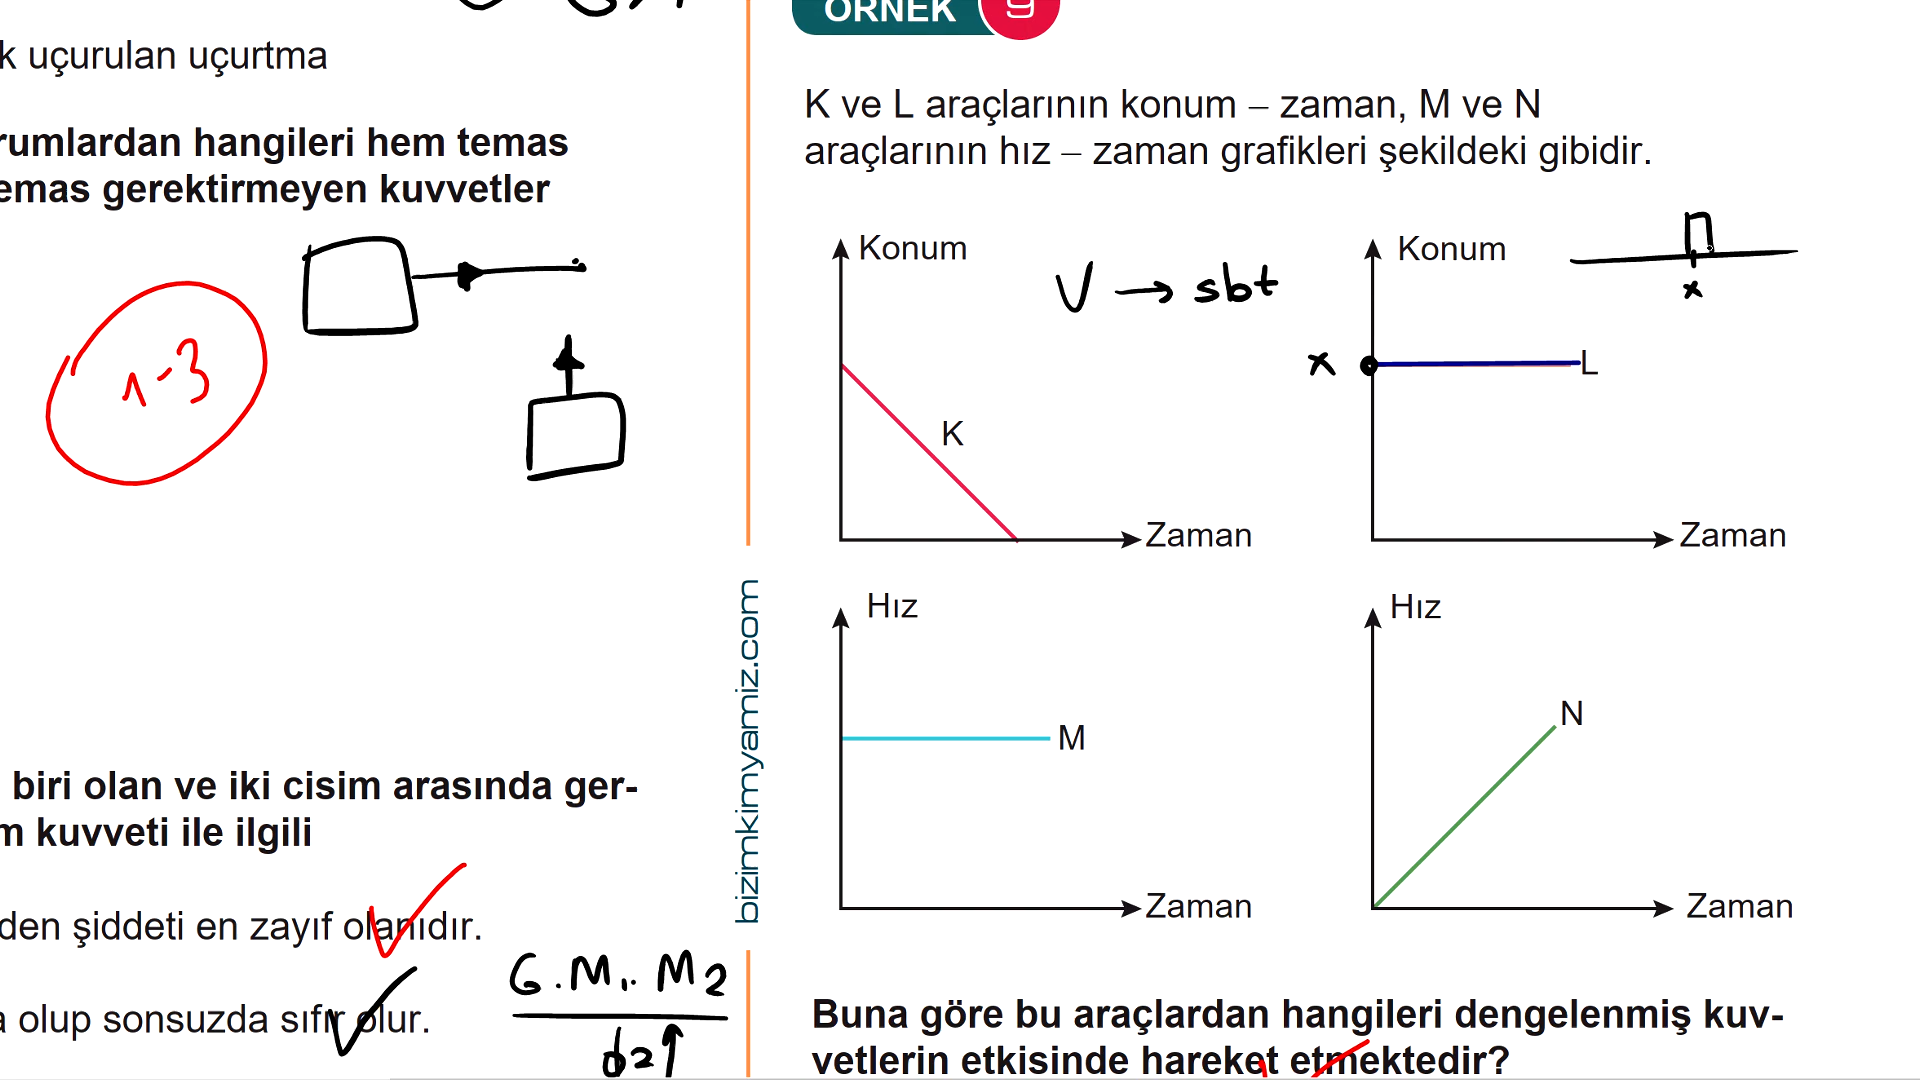 k uçurulan uçurtma
rumlardan hangileri hem temas
emas gerektirmeyen kuvvetler
1-3
biri olan ve iki cisim arasında ger-
m kuvveti ile ilgili
den şiddeti en zayıf olanıdır.
a olup sonsuzda sıfır olur.
G.M₁.M₂
d2↑
bizimkimyamiz.com
ÖRNEK 9
K ve L araçlarının konum – zaman, M ve N
araçlarının hız – zaman grafikleri şekildeki gibidir.
Konum
V → sbt
K
Zaman
Konum
x
x
L
Zaman
Hız
M
Zaman
Hız
N
Zaman
Buna göre bu araçlardan hangileri dengelenmiş kuv-
vetlerin etkisinde hareket etmektedir?